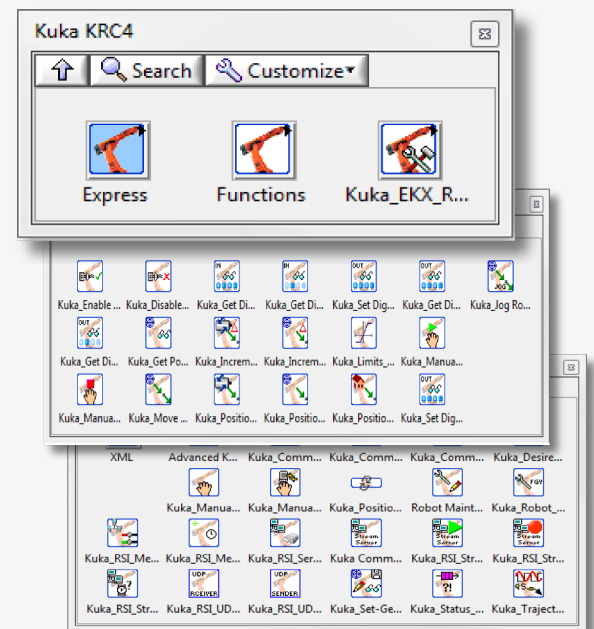 Kuka KRC4
Search Customize
Express Functions Kuka_EKX_R...
Kuka_Enable ... Kuka_Disable... Kuka_Get Di... Kuka_Get Di... Kuka_Set Dig... Kuka_Get Di... Kuka_Jog Ro...
Kuka_Get Di... Kuka_Get Po... Kuka_Increm... Kuka_Increm... Kuka_Limits_... Kuka_Manua...
Kuka_Manua... Kuka_Move ... Kuka_Positio... Kuka_Positio... Kuka_Positio... Kuka_Set Dig...
XML Advanced K... Kuka_Comm... Kuka_Comm... Kuka_Comm... Kuka_Desire...
Kuka_Manua... Kuka_Manua... Kuka_Positio... Robot Maint... Kuka_Robot_...
Kuka_RSI_Me... Kuka_RSI_Me... Kuka_RSI_Ser... Kuka Comm... Kuka_RSI_Str... Kuka_RSI_Str...
Kuka_RSI_Str... Kuka_RSI_UD... Kuka_RSI_UD... Kuka_Set-Ge... Kuka_Status_... Kuka_Traject...